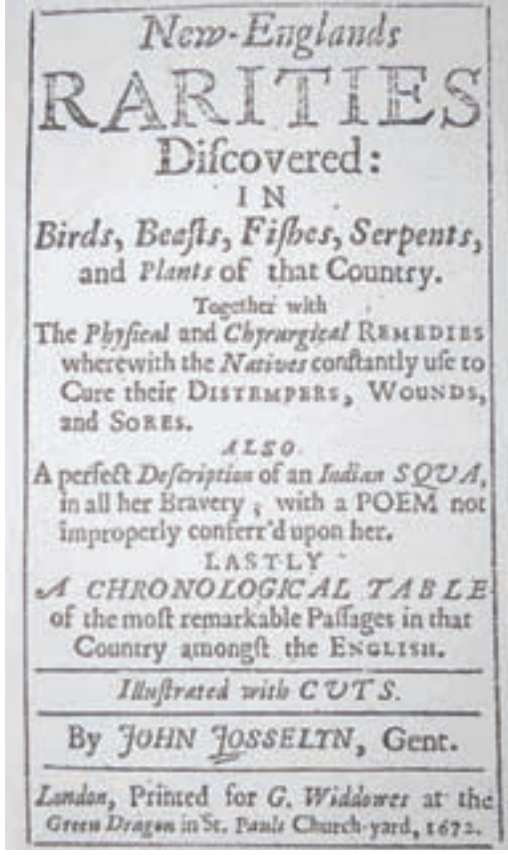 New-Englands
RARITIES
Diſcovered:
IN
Birds, Beaſts, Fiſhes, Serpents,
and Plants of that Country.
Together with
The Phyſical and Chyrurgical REMEDIES
wherewith the Natives conſtantly uſe to
Cure their DISTEMPERS, WOUNDS,
and SORES.
ALSO
A perfect Deſcription of an Indian SQUA,
in all her Bravery; with a POEM not
improperly conferr'd upon her.
LASTLY
A CHRONOLOGICAL TABLE
of the moſt remarkable Paſſages in that
Country amongſt the ENGLISH.
Illuſtrated with CUTS.
By JOHN JOSSELYN, Gent.
London, Printed for G. Widdowes at the
Green Dragon in St. Pauls Church-yard, 1672.